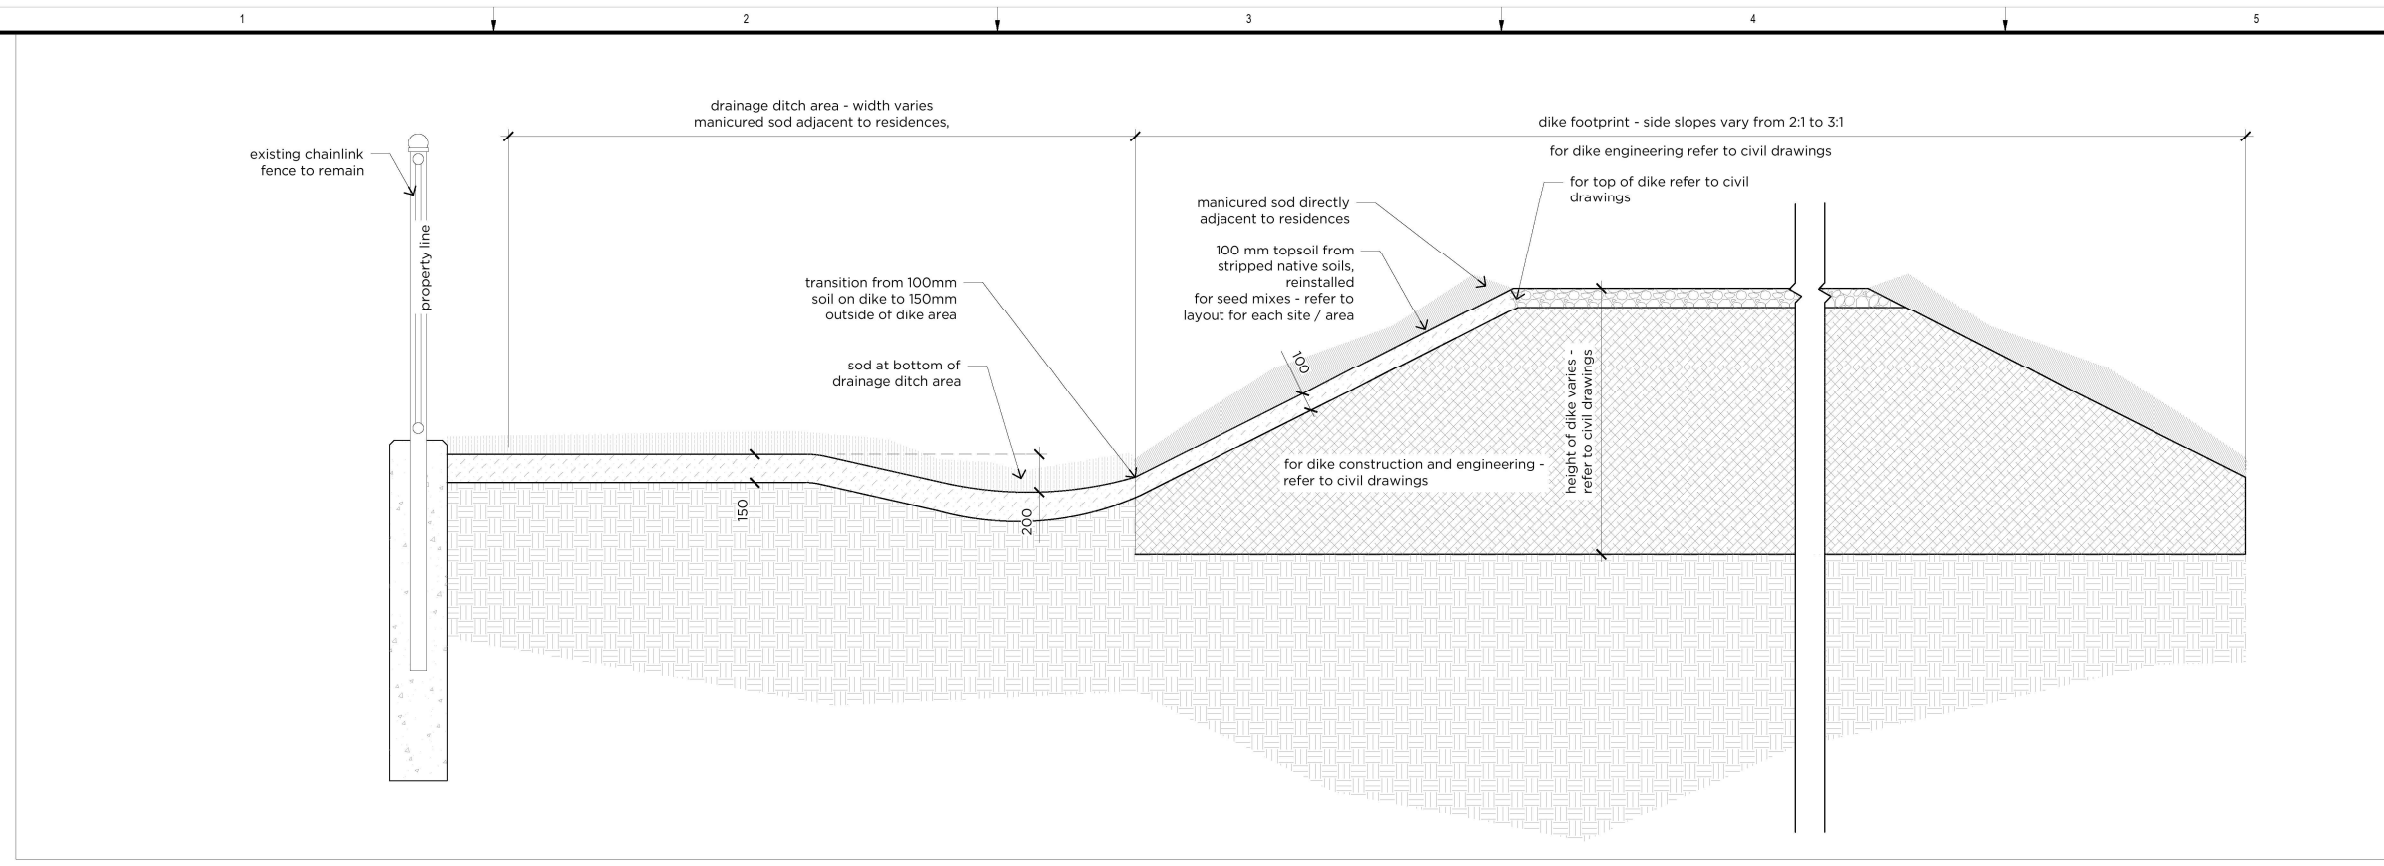 1
2
3
4
5
drainage ditch area - width varies
manicured sod adjacent to residences,
dike footprint - side slopes vary from 2:1 to 3:1
for dike engineering refer to civil drawings
existing chainlink
fence to remain
property line
for top of dike refer to civil
drawings
manicured sod directly
adjacent to residences
100 mm topsoil from
stripped native soils,
reinstalled
for seed mixes - refer to
layout for each site / area
transition from 100mm
soil on dike to 150mm
outside of dike area
sod at bottom of
drainage ditch area
100
height of dike varies -
refer to civil drawings
for dike construction and engineering -
refer to civil drawings
150
200